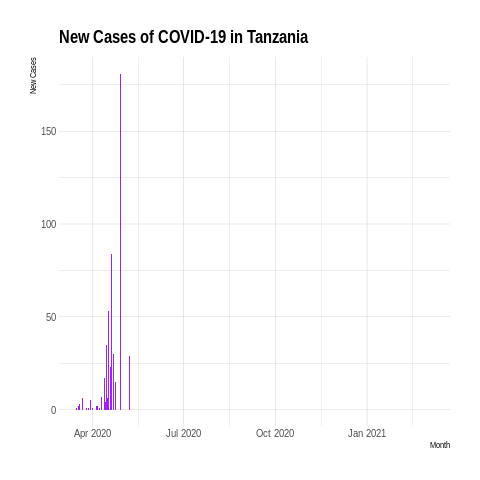 New Cases of COVID-19 in Tanzania
New Cases
150
100
50
0
Apr 2020 Jul 2020 Oct 2020 Jan 2021
Month